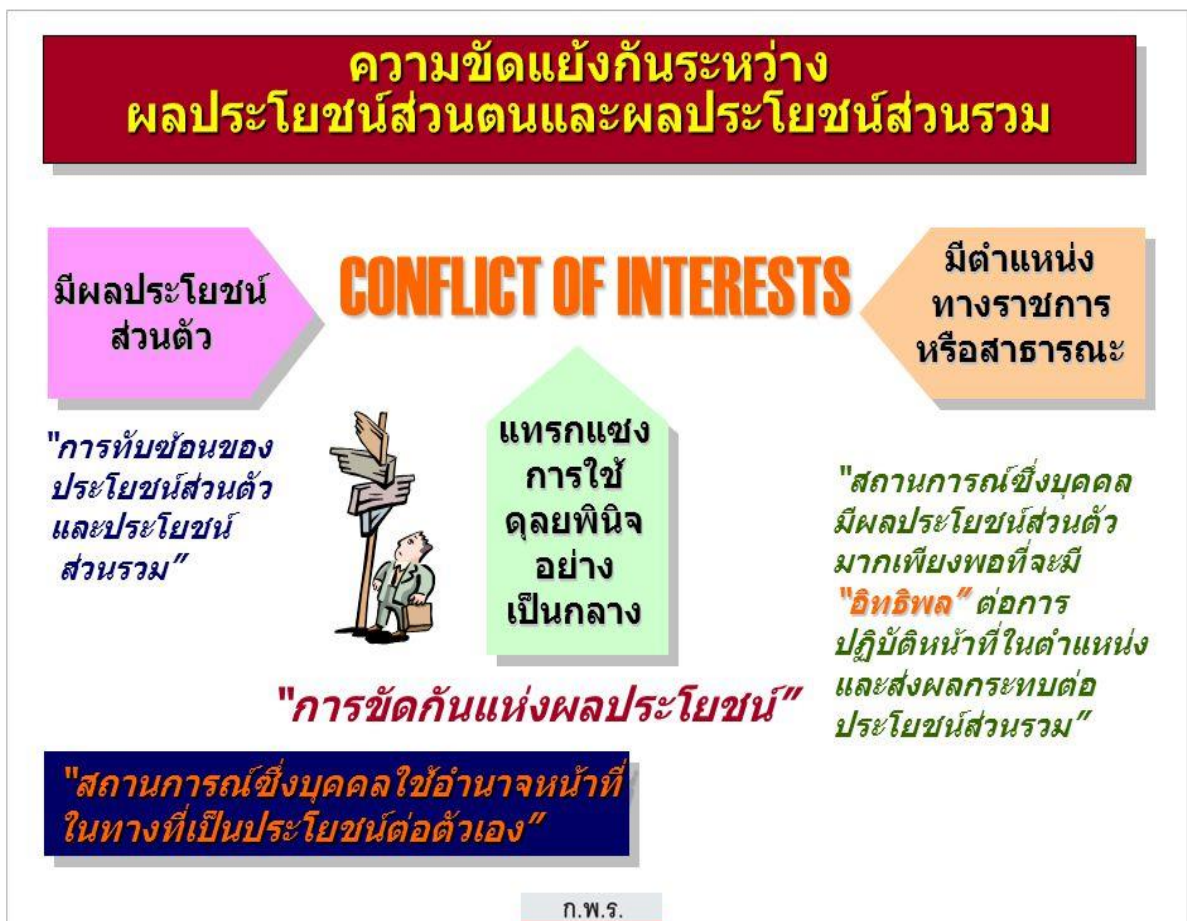 ความขัดแย้งกันระหว่าง
ผลประโยชน์ส่วนตนและผลประโยชน์ส่วนรวม
มีผลประโยชน์
ส่วนตัว
CONFLICT OF INTERESTS
มีตำแหน่ง
ทางราชการ
หรือสาธารณะ
"การทับซ้อนของ
ประโยชน์ส่วนตัว
และประโยชน์
ส่วนรวม"
แทรกแซง
การใช้
ดุลยพินิจ
อย่าง
เป็นกลาง
"สถานการณ์ซึ่งบุคคล
มีผลประโยชน์ส่วนตัว
มากเพียงพอที่จะมี
"อิทธิพล" ต่อการ
ปฏิบัติหน้าที่ในตำแหน่ง
และส่งผลกระทบต่อ
ประโยชน์ส่วนรวม"
"การขัดกันแห่งผลประโยชน์"
"สถานการณ์ซึ่งบุคคลใช้อำนาจหน้าที่
ในทางที่เป็นประโยชน์ต่อตัวเอง"
ก.พ.ร.